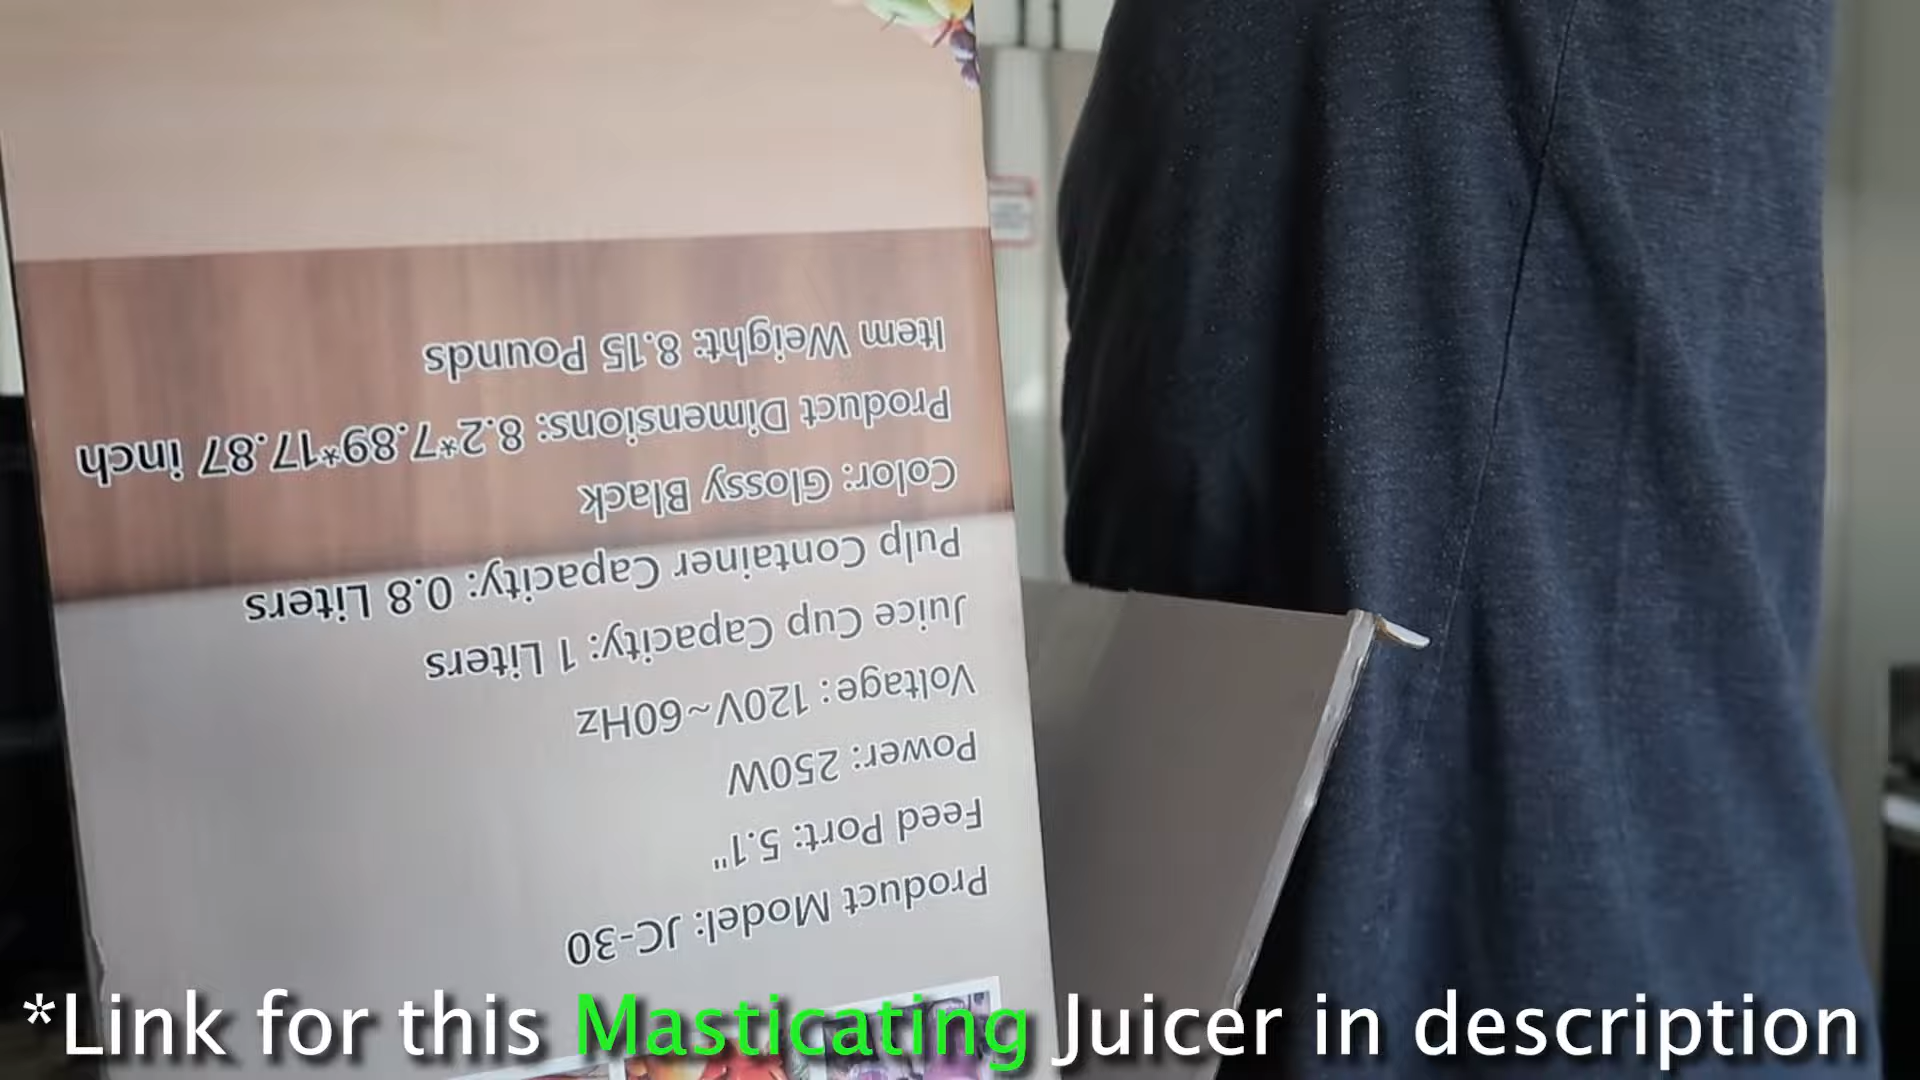 Product Model: JC-30
Feed Port: 5.1"
Power: 250W
Voltage: 120V~60Hz
Juice Cup Capacity: 1 Liters
Pulp Container Capacity: 0.8 Liters
Color: Glossy Black
Product Dimensions: 8.2*7.89*17.87 inch
Item Weight: 8.15 Pounds
*Link for this Masticating Juicer in description